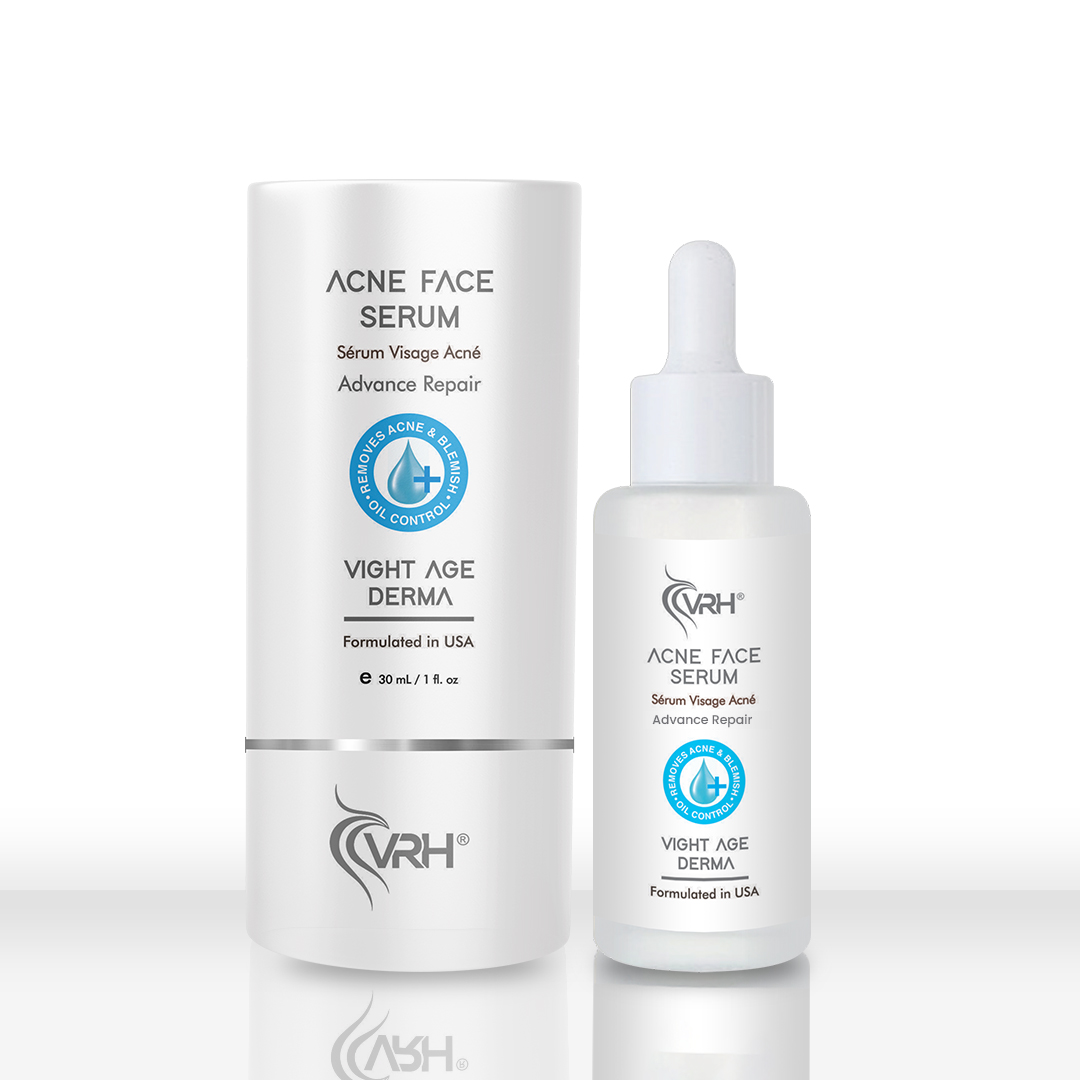 ACNE FACE
SERUM
Sérum Visage Acné
Advance Repair
REMOVES ACNE & BLEMISH
• OIL CONTROL •
VIGHT AGE
DERMA
Formulated in USA
e 30 mL / 1 fl. oz
VRH®
VRH®
ACNE FACE
SERUM
Sérum Visage Acné
Advance Repair
REMOVES ACNE & BLEMISH
• OIL CONTROL •
VIGHT AGE
DERMA
Formulated in USA